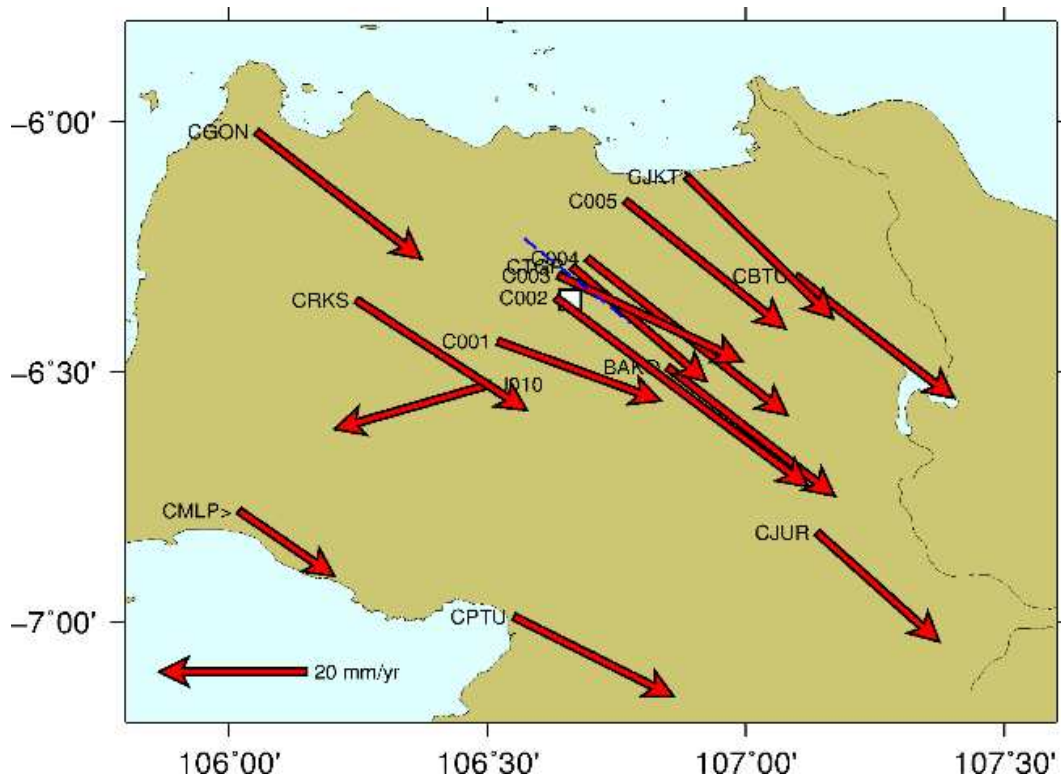 −6°00'
CGON
CJKT
C005
C004
C003
CBTU
C002
CRKS
C001
−6°30'
BAKO
J010
CMLP>
CJUR
−7°00'
CPTU
20 mm/yr
106°00' 106°30' 107°00' 107°30'